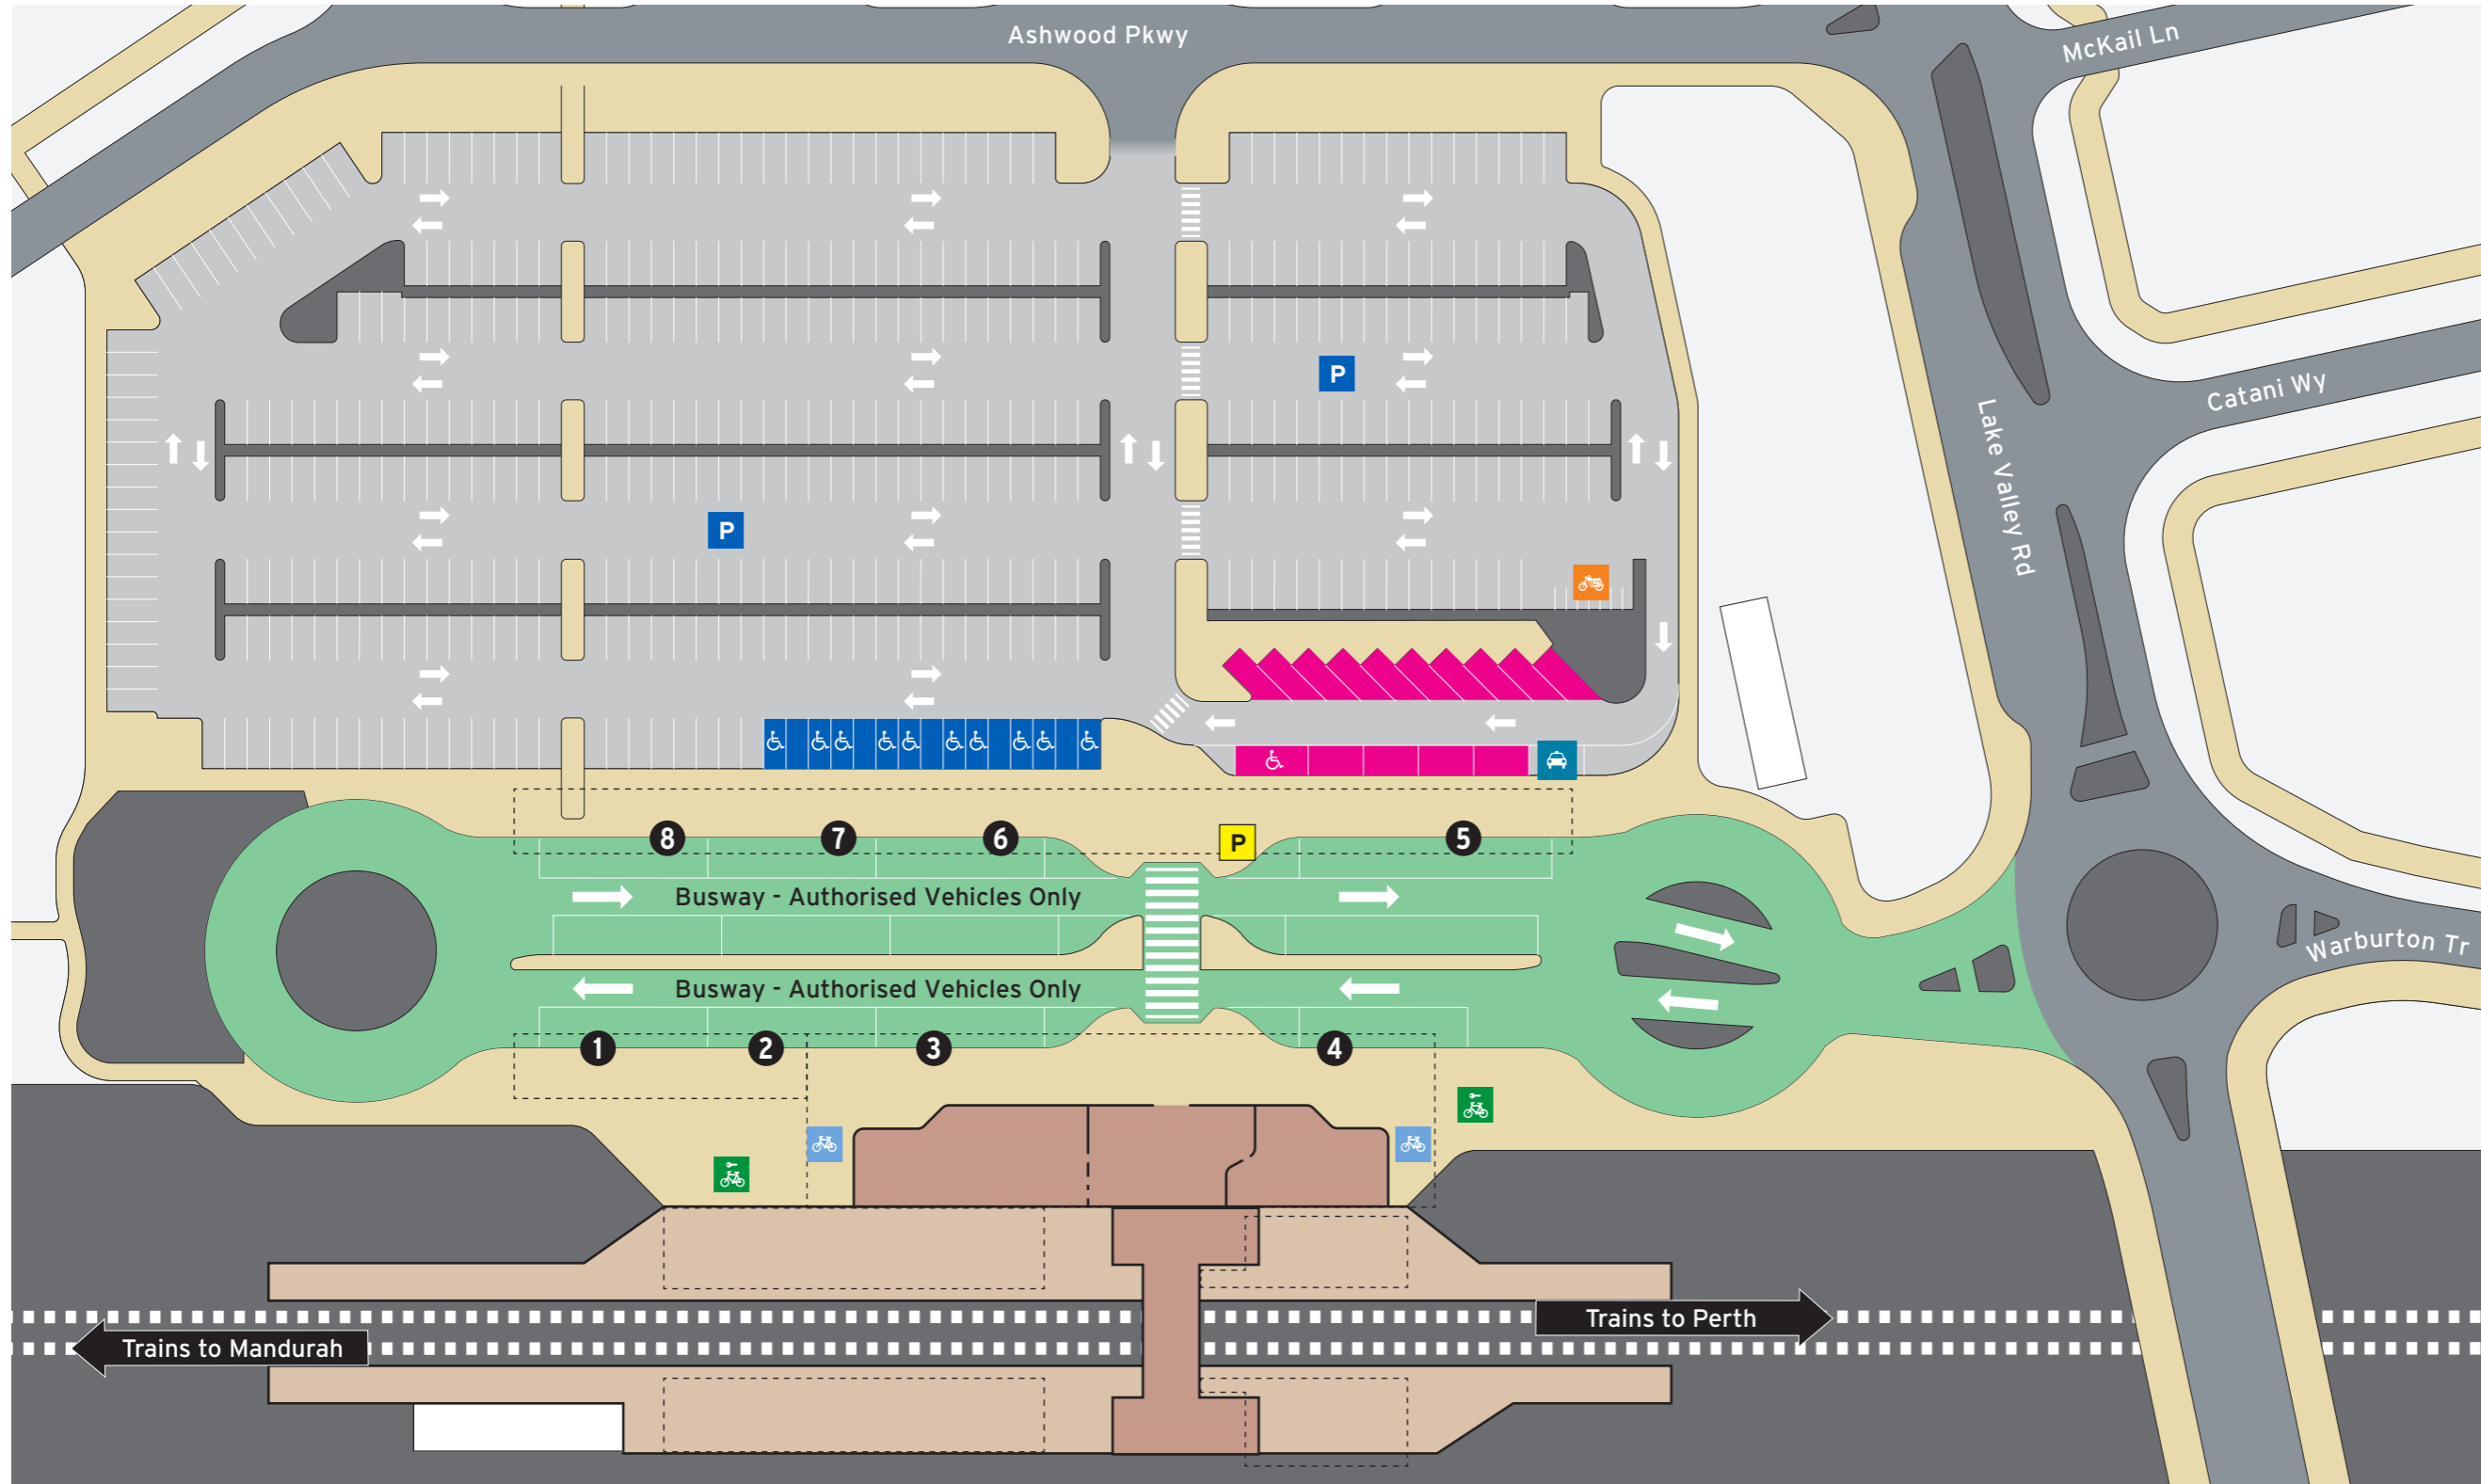 Ashwood Pkwy
McKail Ln
P
Catani Wy
Lake Valley Rd
P
8
7
6
P
5
Busway - Authorised Vehicles Only
Warburton Tr
Busway - Authorised Vehicles Only
1
2
3
4
Trains to Perth
Trains to Mandurah